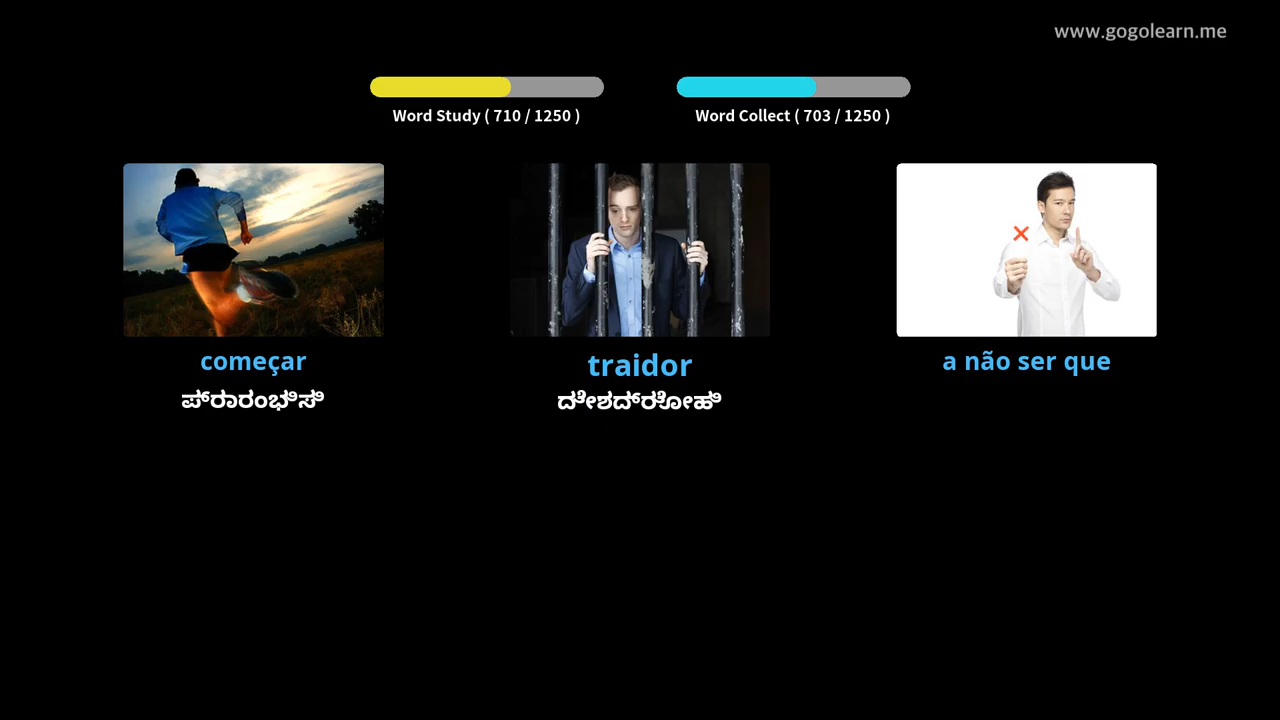 www.gogolearn.me
Word Study ( 710 / 1250 )
Word Collect ( 703 / 1250 )
começar
traidor
a não ser que
ಪ್ರಾರಂಭಿಸಿ
ದೇಶದ್ರೋಹಿ